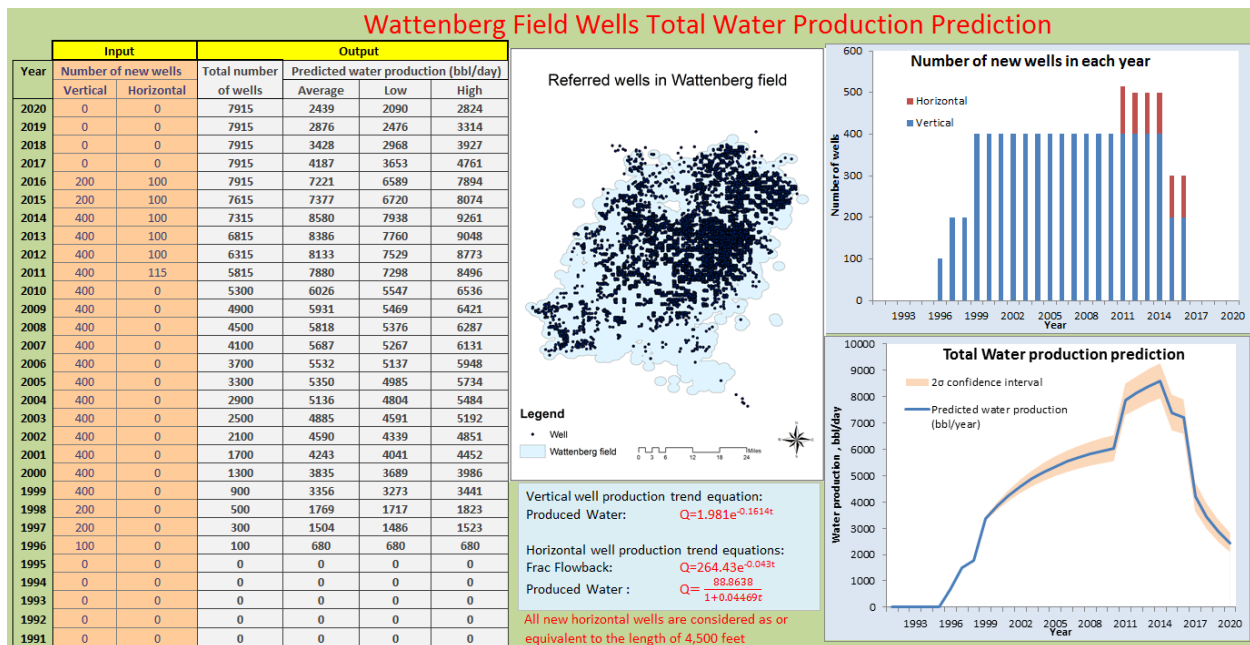 Wattenberg Field Wells Total Water Production Prediction
Input Output
Year Number of new wells Total number Predicted water production (bbl/day)
Vertical Horizontal of wells Average Low High
2020 0 0 7915 2439 2090 2824
2019 0 0 7915 2876 2476 3314
2018 0 0 7915 3428 2968 3927
2017 0 0 7915 4187 3653 4761
2016 200 100 7915 7221 6589 7894
2015 200 100 7615 7377 6720 8074
2014 400 100 7315 8580 7938 9261
2013 400 100 6815 8386 7760 9048
2012 400 100 6315 8133 7529 8773
2011 400 115 5815 7880 7298 8496
2010 400 0 5300 6026 5547 6536
2009 400 0 4900 5931 5469 6421
2008 400 0 4500 5818 5376 6287
2007 400 0 4100 5687 5267 6131
2006 400 0 3700 5532 5137 5948
2005 400 0 3300 5350 4985 5734
2004 400 0 2900 5136 4804 5484
2003 400 0 2500 4885 4591 5192
2002 400 0 2100 4590 4339 4851
2001 400 0 1700 4243 4041 4452
2000 400 0 1300 3835 3689 3986
1999 400 0 900 3356 3273 3441
1998 200 0 500 1769 1717 1823
1997 200 0 300 1504 1486 1523
1996 100 0 100 680 680 680
1995 0 0 0 0 0 0
1994 0 0 0 0 0 0
1993 0 0 0 0 0 0
1992 0 0 0 0 0 0
1991 0 0 0 0 0 0
Referred wells in Wattenberg field
Legend
Well
Wattenberg field
0 3 6 12 18 24 Miles
Vertical well production trend equation:
Produced Water: Q=1.981e^-0.1614t
Horizontal well production trend equations:
Frac Flowback: Q=264.43e^-0.043t
Produced Water : Q= 88.8638
1+0.04469t
All new horizontal wells are considered as or
equivalent to the length of 4,500 feet
Number of new wells in each year
Horizontal
Vertical
Number of wells
600
500
400
300
200
100
0
1993 1996 1999 2002 2005 2008 2011 2014 2017 2020
Year
Total Water production prediction
2σ confidence interval
Predicted water production
(bbl/year)
Water production , bbl/day
10000
9000
8000
7000
6000
5000
4000
3000
2000
1000
0
1993 1996 1999 2002 2005 2008 2011 2014 2017 2020
Year